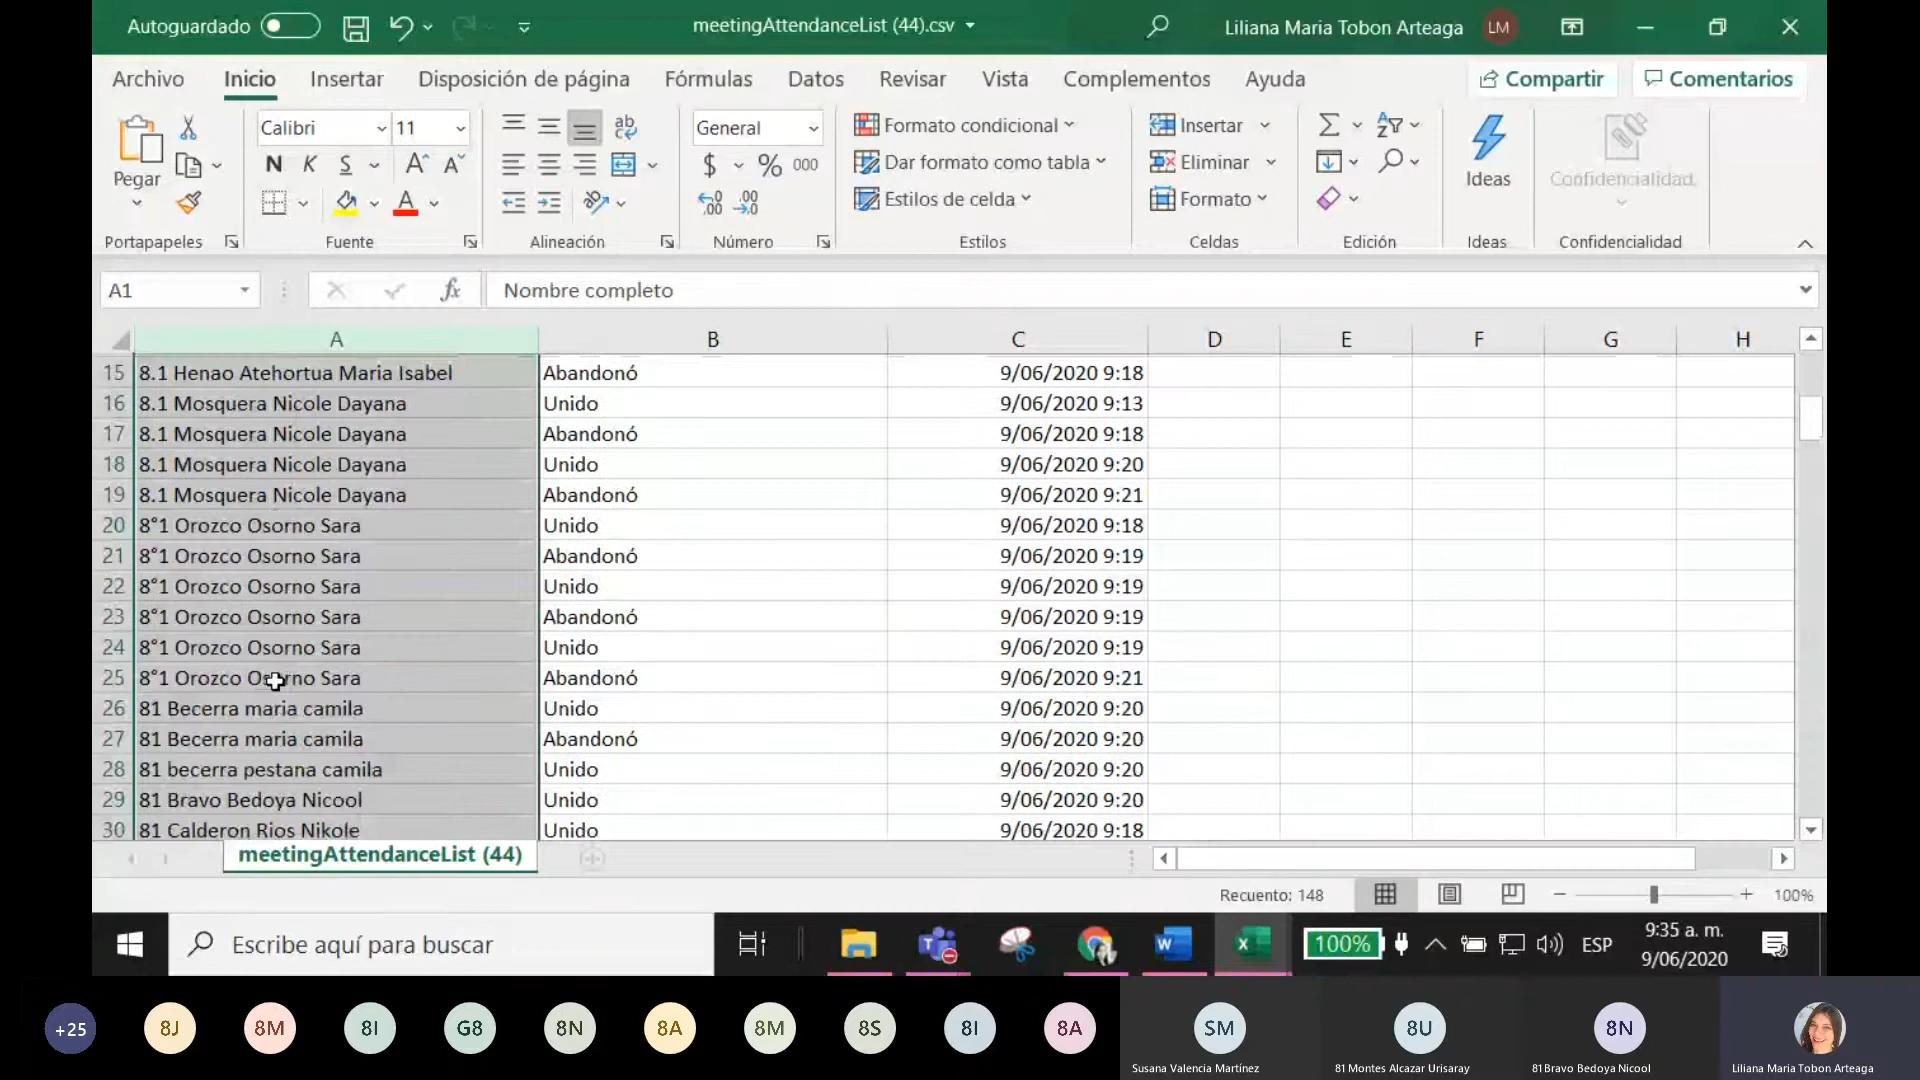 Autoguardado meetingAttendanceList (44).csv Liliana Maria Tobon Arteaga LM
Archivo Inicio Insertar Disposición de página Fórmulas Datos Revisar Vista Complementos Ayuda Compartir Comentarios
Pegar
Portapapeles
Calibri 11
N K S A A
A
Fuente
ab
Alineación
General
$ % 000
Número
Formato condicional
Dar formato como tabla
Estilos de celda
Estilos
Insertar
Eliminar
Formato
Celdas
Edición
Ideas
Ideas
Confidencialidad
Confidencialidad
A1 fx Nombre completo
A B C D E F G H
15 8.1 Henao Atehortua Maria Isabel Abandonó 9/06/2020 9:18
16 8.1 Mosquera Nicole Dayana Unido 9/06/2020 9:13
17 8.1 Mosquera Nicole Dayana Abandonó 9/06/2020 9:18
18 8.1 Mosquera Nicole Dayana Unido 9/06/2020 9:20
19 8.1 Mosquera Nicole Dayana Abandonó 9/06/2020 9:21
20 8°1 Orozco Osorno Sara Unido 9/06/2020 9:18
21 8°1 Orozco Osorno Sara Abandonó 9/06/2020 9:19
22 8°1 Orozco Osorno Sara Unido 9/06/2020 9:19
23 8°1 Orozco Osorno Sara Abandonó 9/06/2020 9:19
24 8°1 Orozco Osorno Sara Unido 9/06/2020 9:19
25 8°1 Orozco Osorno Sara Abandonó 9/06/2020 9:21
26 81 Becerra maria camila Unido 9/06/2020 9:20
27 81 Becerra maria camila Abandonó 9/06/2020 9:20
28 81 becerra pestana camila Unido 9/06/2020 9:20
29 81 Bravo Bedoya Nicool Unido 9/06/2020 9:20
30 81 Calderon Rios Nikole Unido 9/06/2020 9:18
meetingAttendanceList (44)
Recuento: 148 100%
Escribe aquí para buscar 100% ESP 9:35 a. m.
9/06/2020
+25 8J 8M 8I G8 8N 8A 8M 8S 8I 8A SM 8U 8N
Susana Valencia Martínez 81 Montes Alcazar Urisaray 81 Bravo Bedoya Nicool Liliana Maria Tobon Arteaga